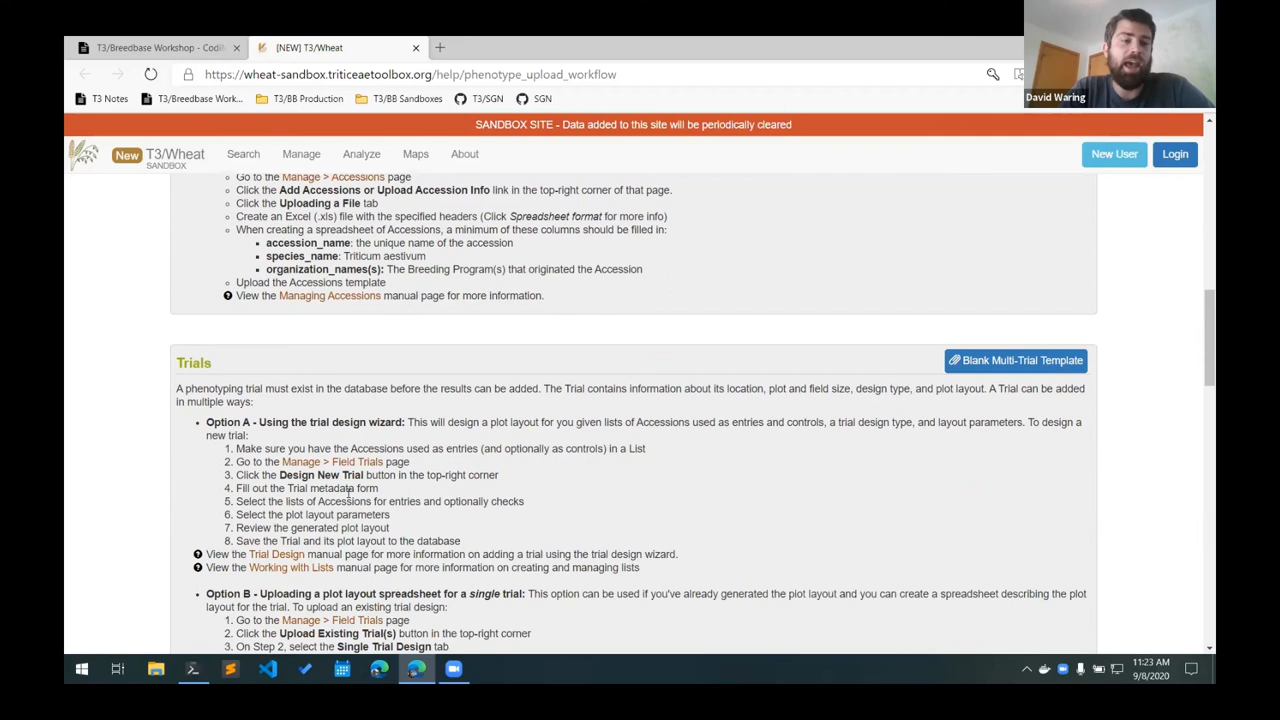 T3/Breedbase Workshop - CodiM
[NEW] T3/Wheat
https://wheat-sandbox.triticeaetoolbox.org/help/phenotype_upload_workflow
David Waring
T3 Notes
T3/Breedbase Work...
T3/BB Production
T3/BB Sandboxes
T3/SGN
SGN
SANDBOX SITE - Data added to this site will be periodically cleared
New T3/Wheat
SANDBOX
Search
Manage
Analyze
Maps
About
New User
Login
Go to the Manage > Accessions page
Click the Add Accessions or Upload Accession Info link in the top-right corner of that page.
Click the Uploading a File tab
Create an Excel (.xls) file with the specified headers (Click Spreadsheet format for more info)
When creating a spreadsheet of Accessions, a minimum of these columns should be filled in:
accession_name: the unique name of the accession
species_name: Triticum aestivum
organization_names(s): The Breeding Program(s) that originated the Accession
Upload the Accessions template
View the Managing Accessions manual page for more information.
Trials
Blank Multi-Trial Template
A phenotyping trial must exist in the database before the results can be added. The Trial contains information about its location, plot and field size, design type, and plot layout. A Trial can be added
in multiple ways:
Option A - Using the trial design wizard: This will design a plot layout for you given lists of Accessions used as entries and controls, a trial design type, and layout parameters. To design a
new trial:
1. Make sure you have the Accessions used as entries (and optionally as controls) in a List
2. Go to the Manage > Field Trials page
3. Click the Design New Trial button in the top-right corner
4. Fill out the Trial metadata form
5. Select the lists of Accessions for entries and optionally checks
6. Select the plot layout parameters
7. Review the generated plot layout
8. Save the Trial and its plot layout to the database
View the Trial Design manual page for more information on adding a trial using the trial design wizard.
View the Working with Lists manual page for more information on creating and managing lists
Option B - Uploading a plot layout spreadsheet for a single trial: This option can be used if you've already generated the plot layout and you can create a spreadsheet describing the plot
layout for the trial. To upload an existing trial design:
1. Go to the Manage > Field Trials page
2. Click the Upload Existing Trial(s) button in the top-right corner
3. On Step 2, select the Single Trial Design tab
11:23 AM
9/8/2020